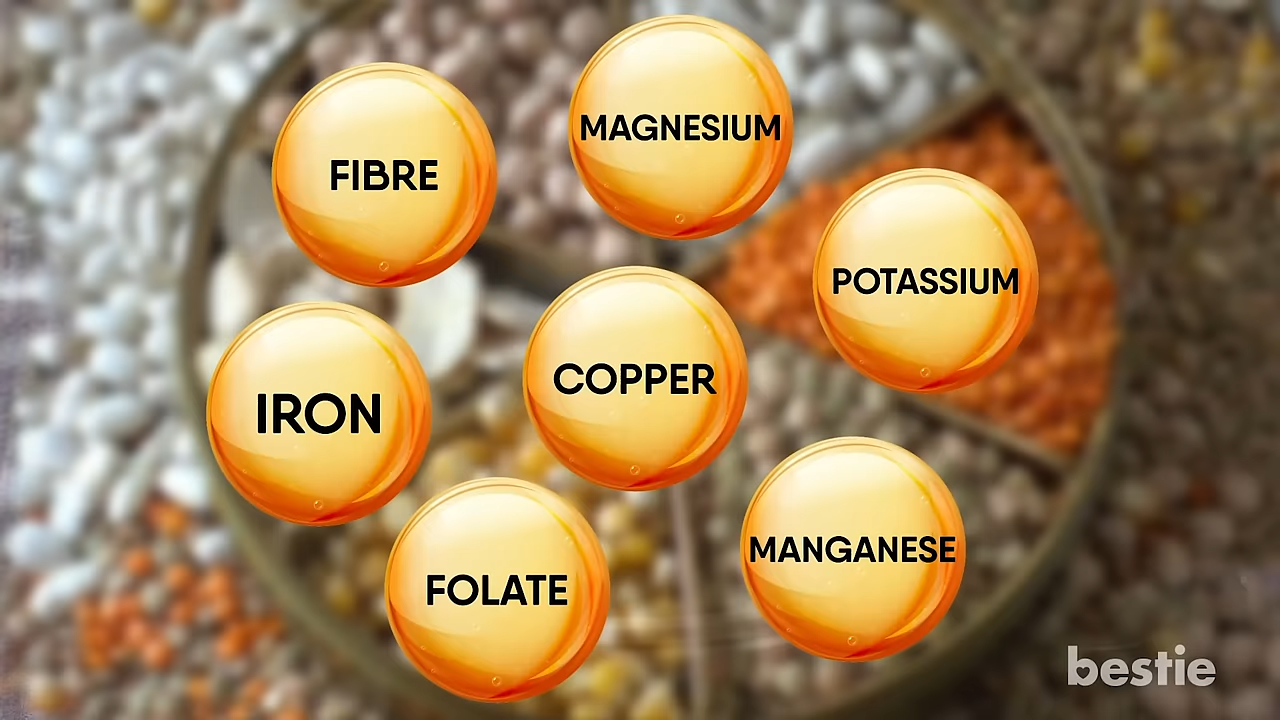 MAGNESIUM
FIBRE
POTASSIUM
COPPER
IRON
MANGANESE
FOLATE
bestie